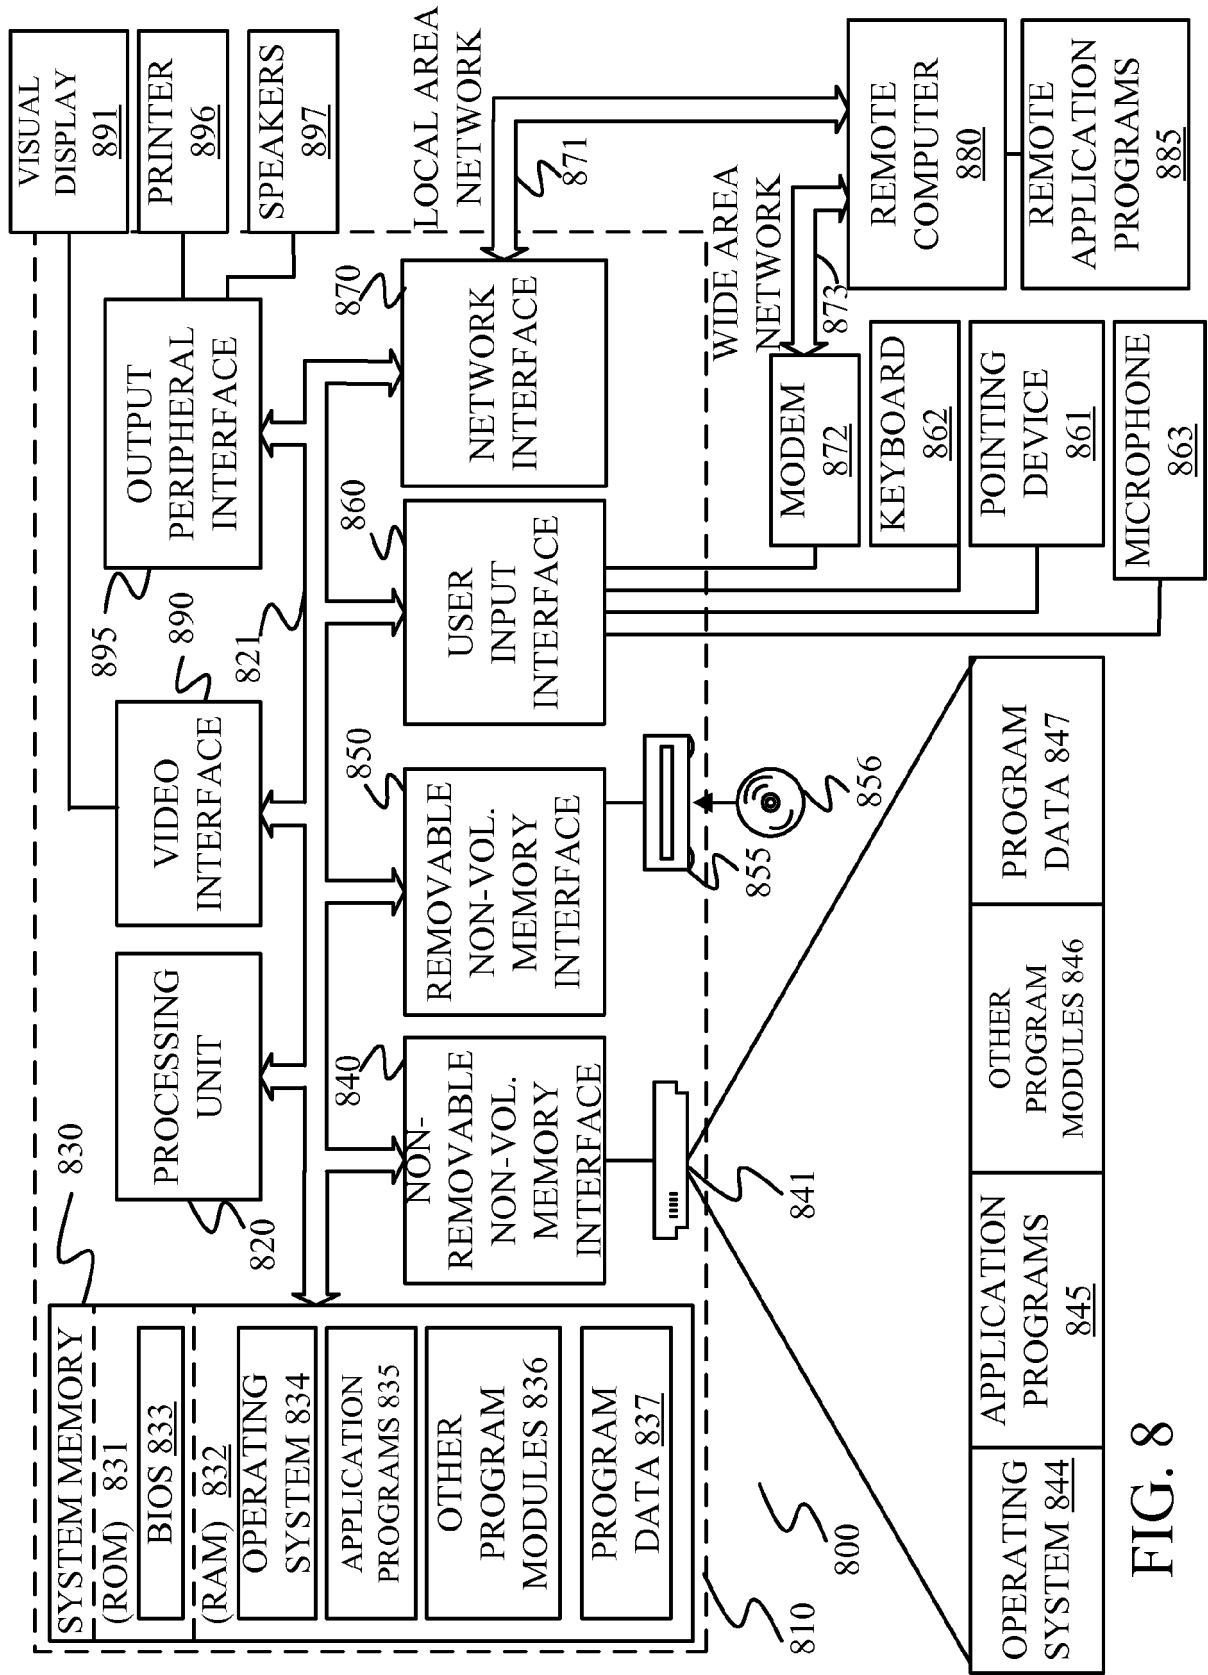 SYSTEM MEMORY
(ROM) 831
BIOS 833
(RAM) 832
OPERATING
SYSTEM 834
APPLICATION
PROGRAMS 835
OTHER
PROGRAM
MODULES 836
PROGRAM
DATA 837
830
820
PROCESSING
UNIT
VIDEO
INTERFACE
890
821
895
OUTPUT
PERIPHERAL
INTERFACE
VISUAL
DISPLAY
891
PRINTER
896
SPEAKERS
897
840
NON-
REMOVABLE
NON-VOL.
MEMORY
INTERFACE
850
REMOVABLE
NON-VOL.
MEMORY
INTERFACE
860
USER
INPUT
INTERFACE
870
NETWORK
INTERFACE
LOCAL AREA
NETWORK
871
WIDE AREA
NETWORK
873
MODEM
872
KEYBOARD
862
POINTING
DEVICE
861
MICROPHONE
863
REMOTE
COMPUTER
880
REMOTE
APPLICATION
PROGRAMS
885
841
855
856
810
800
OPERATING
SYSTEM 844
APPLICATION
PROGRAMS
845
OTHER
PROGRAM
MODULES 846
PROGRAM
DATA 847
FIG. 8